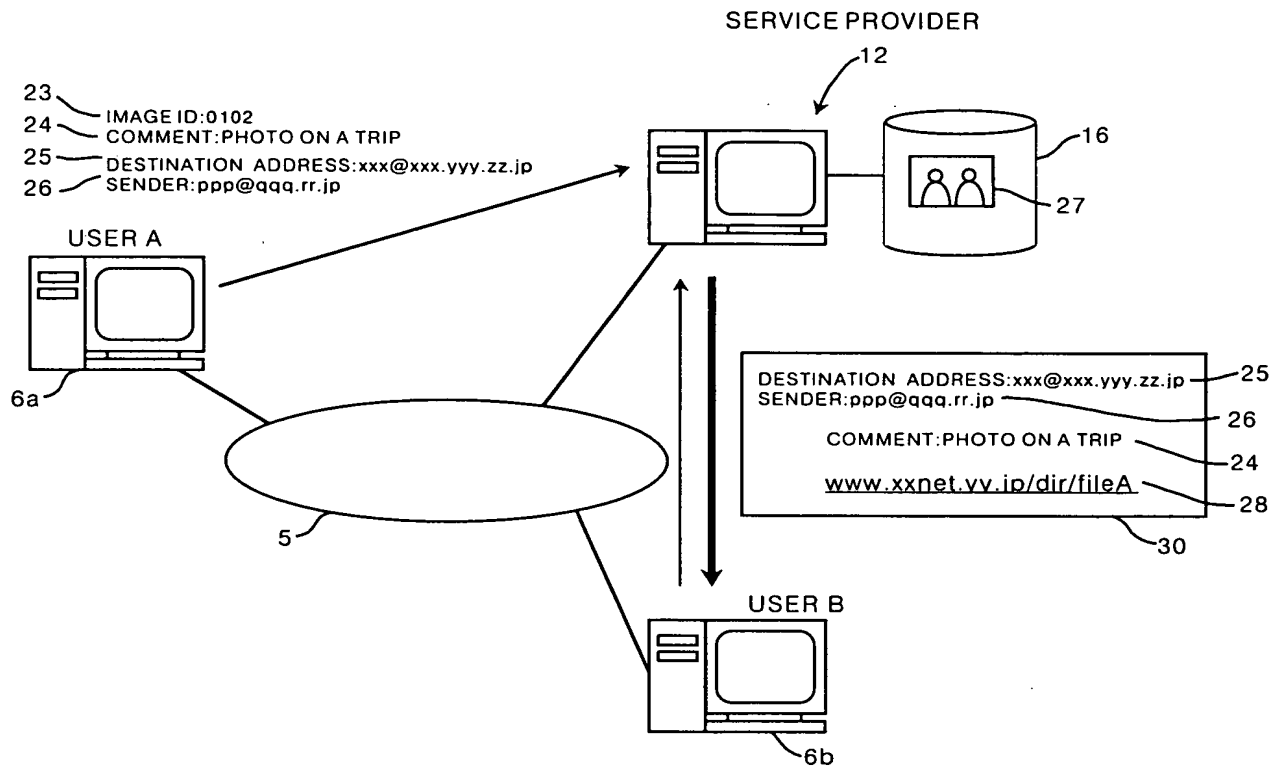 SERVICE PROVIDER
12
23
IMAGE ID:0102
24
COMMENT:PHOTO ON A TRIP
25
DESTINATION ADDRESS:xxx@xxx.yyy.zz.jp
26
SENDER:ppp@qqq.rr.jp
16
27
USER A
6a
DESTINATION ADDRESS:xxx@xxx.yyy.zz.jp
25
SENDER:ppp@qqq.rr.jp
26
COMMENT:PHOTO ON A TRIP
24
www.xxnet.yy.jp/dir/fileA
28
30
5
USER B
6b